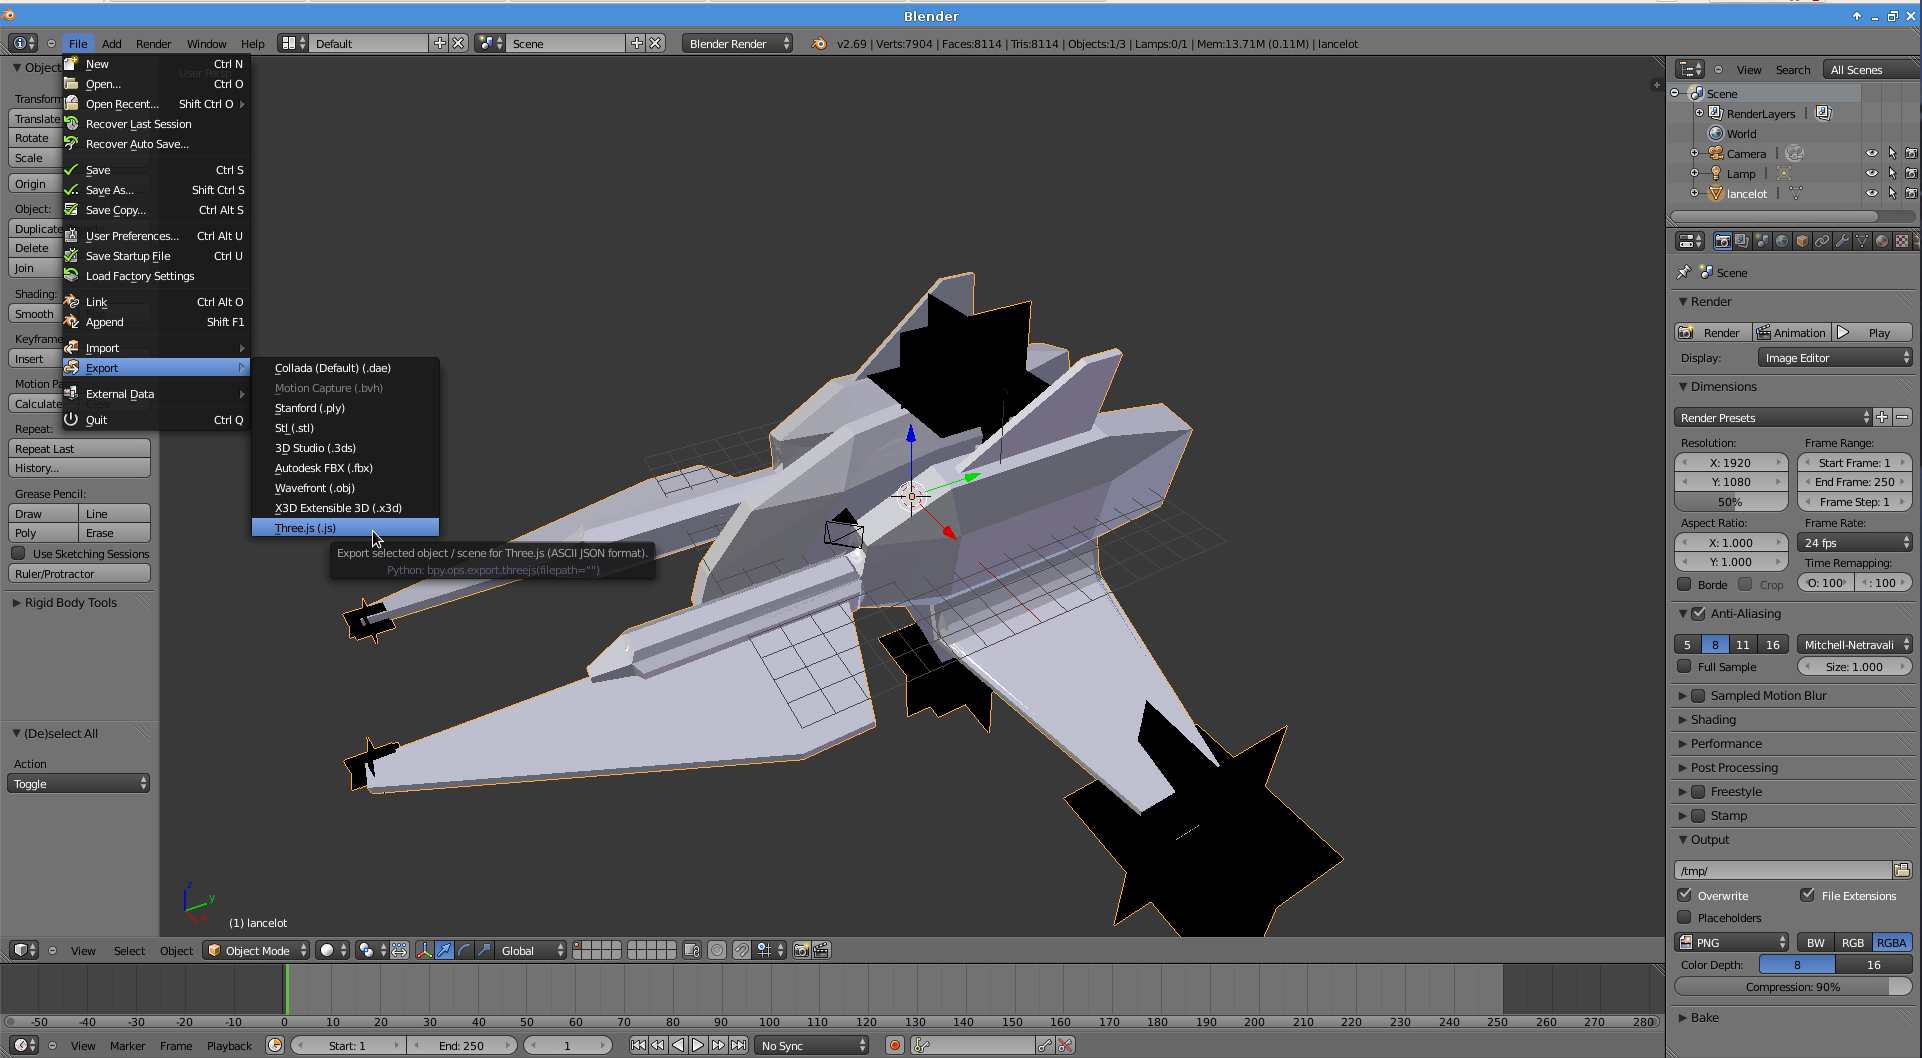 Blender
File Add Render Window Help Default Scene Blender Render v2.69 | Verts:7904 | Faces:8114 | Tris:8114 | Objects:1/3 | Lamps:0/1 | Mem:13.71M (0.11M) | lancelot
New Ctrl N
Open... Ctrl O
Open Recent... Shift Ctrl O
Recover Last Session
Recover Auto Save...
Save Ctrl S
Save As... Shift Ctrl S
Save Copy... Ctrl Alt S
User Preferences... Ctrl Alt U
Save Startup File Ctrl U
Load Factory Settings
Link Ctrl Alt O
Append Shift F1
Import
Export
External Data
Quit Ctrl Q
Collada (Default) (.dae)
Motion Capture (.bvh)
Stanford (.ply)
Stl (.stl)
3D Studio (.3ds)
Autodesk FBX (.fbx)
Wavefront (.obj)
X3D Extensible 3D (.x3d)
Three.js (.js)
Export selected object / scene for Three.js (ASCII JSON format).
Python: bpy.ops.export.threejs(filepath="")
User Persp
Object
Transform
Translate
Rotate
Scale
Origin
Object:
Duplicate
Delete
Join
Shading:
Smooth
Keyframe
Insert
Motion Pa
Calculate
Repeat:
Repeat Last
History...
Grease Pencil:
Draw Line
Poly Erase
Use Sketching Sessions
Ruler/Protractor
Rigid Body Tools
(De)select All
Action
Toggle
z
y
x
(1) lancelot
View Select Object Object Mode Global
-50 -40 -30 -20 -10 0 10 20 30 40 50 60 70 80 90 100 110 120 130 140 150 160 170 180 190 200 210 220 230 240 250 260 270 280
View Marker Frame Playback Start: 1 End: 250 1 No Sync
View Search All Scenes
Scene
RenderLayers |
World
Camera |
Lamp |
lancelot |
Scene
Render
Render Animation Play
Display: Image Editor
Dimensions
Render Presets
Resolution: Frame Range:
X: 1920 Start Frame: 1
Y: 1080 End Frame: 250
50% Frame Step: 1
Aspect Ratio: Frame Rate:
X: 1.000 24 fps
Y: 1.000 Time Remapping:
Borde Crop O: 100 : 100
Anti-Aliasing
5 8 11 16 Mitchell-Netravali
Full Sample Size: 1.000
Sampled Motion Blur
Shading
Performance
Post Processing
Freestyle
Stamp
Output
/tmp/
Overwrite File Extensions
Placeholders
PNG BW RGB RGBA
Color Depth: 8 16
Compression: 90%
Bake